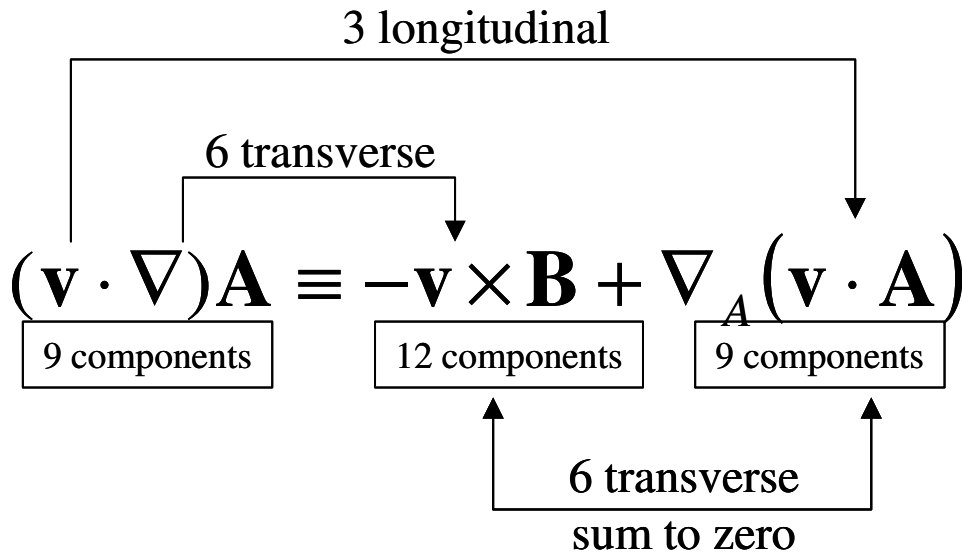 3 longitudinal
6 transverse
(v · ∇)A ≡ −v × B + ∇_A(v · A)
9 components 12 components 9 components
6 transverse
sum to zero